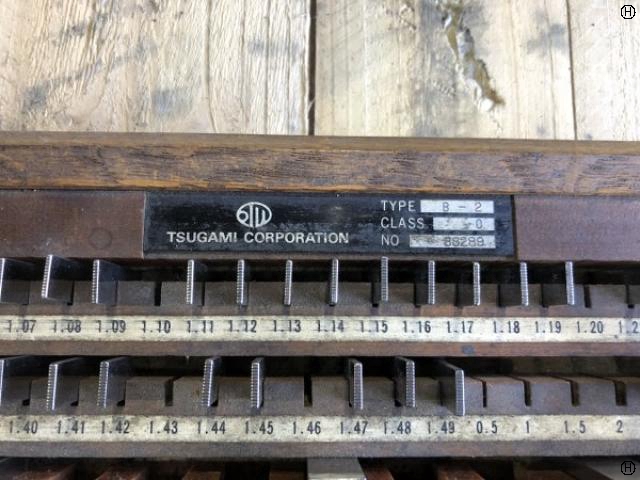 H
TYPE B - 2
CLASS 0
TSUGAMI CORPORATION
NO 86289
1.07 1.08 1.09 1.10 1.11 1.12 1.13 1.14 1.15 1.16 1.17 1.18 1.19 1.20
1.40 1.41 1.42 1.43 1.44 1.45 1.46 1.47 1.48 1.49 0.5 1 1.5 2
H